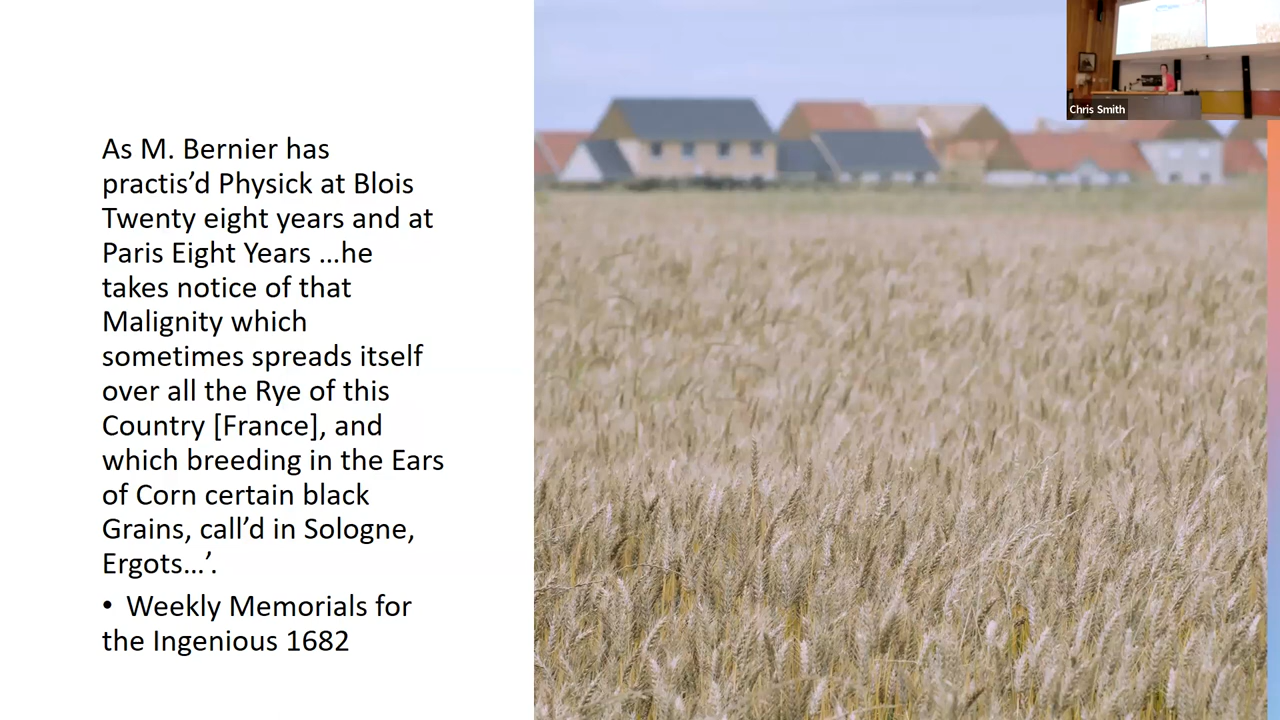 As M. Bernier has
practis’d Physick at Blois
Twenty eight years and at
Paris Eight Years …he
takes notice of that
Malignity which
sometimes spreads itself
over all the Rye of this
Country [France], and
which breeding in the Ears
of Corn certain black
Grains, call’d in Sologne,
Ergots…’.
• Weekly Memorials for
the Ingenious 1682
Chris Smith